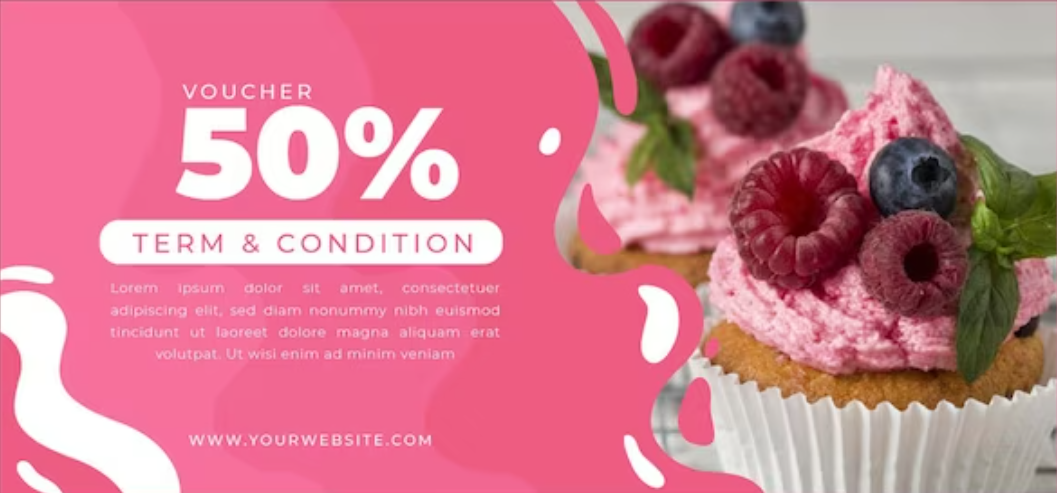 VOUCHER
50%
TERM & CONDITION
Lorem ipsum dolor sit amet, consectetuer
adipiscing elit, sed diam nonummy nibh euismod
tincidunt ut laoreet dolore magna aliquam erat
volutpat. Ut wisi enim ad minim veniam
WWW.YOURWEBSITE.COM